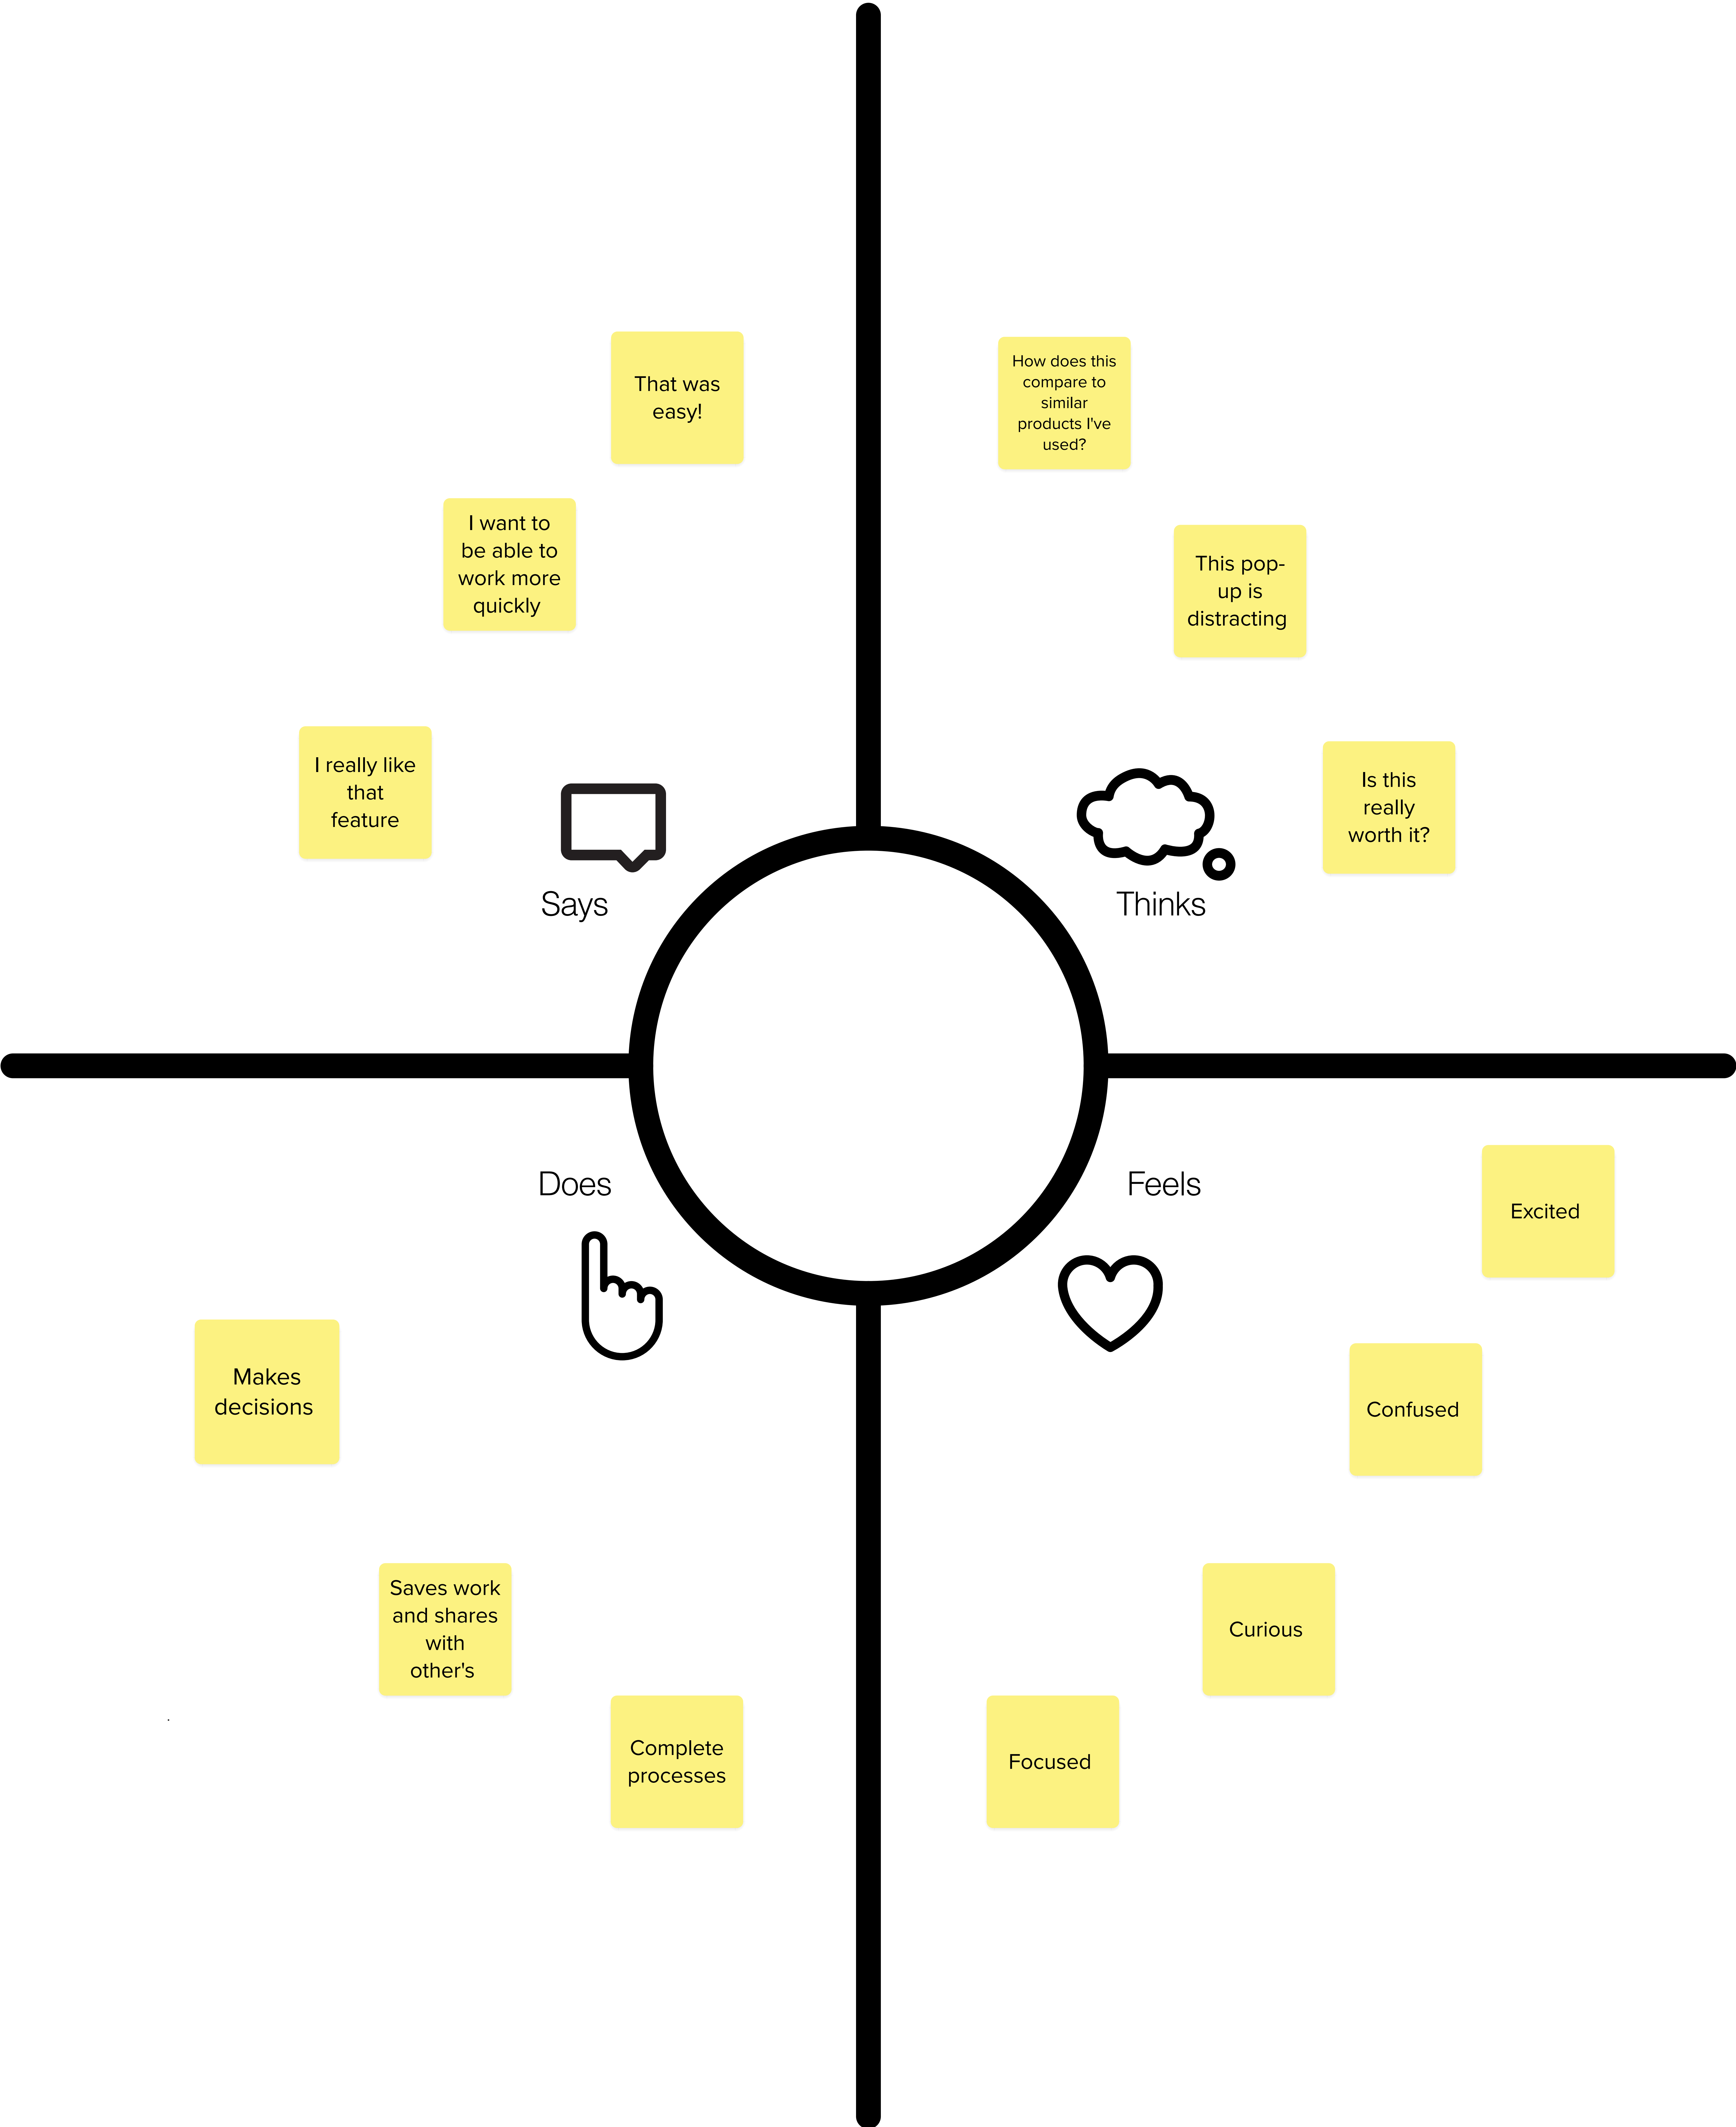 That was
easy!
I want to
be able to
work more
quickly
I really like
that
feature
Says
How does this
compare to
similar
products I've
used?
This pop-
up is
distracting
Is this
really
worth it?
Thinks
Does
Makes
decisions
Saves work
and shares
with
other's
Complete
processes
Feels
Excited
Confused
Curious
Focused